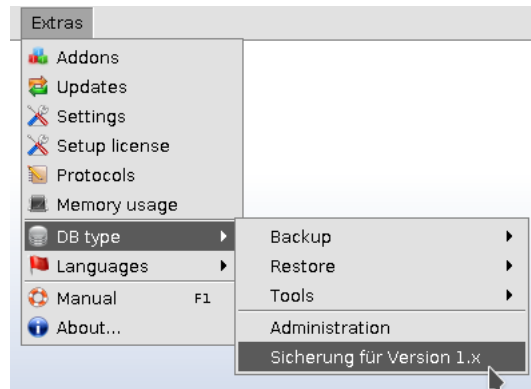 Extras
Addons
Updates
Settings
Setup license
Protocols
Memory usage
DB type
Languages
Manual F1
About...
Backup
Restore
Tools
Administration
Sicherung für Version 1.x